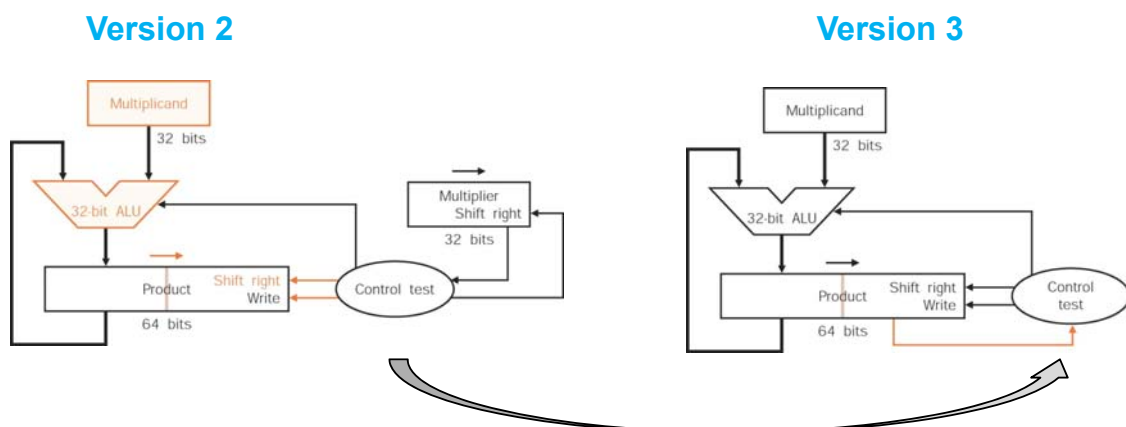 Version 2
Multiplicand
32 bits
32-bit ALU
Multiplier
Shift right
32 bits
Product
Shift right
Write
64 bits
Control test
Version 3
Multiplicand
32 bits
32-bit ALU
Product
Shift right
Write
64 bits
Control
test